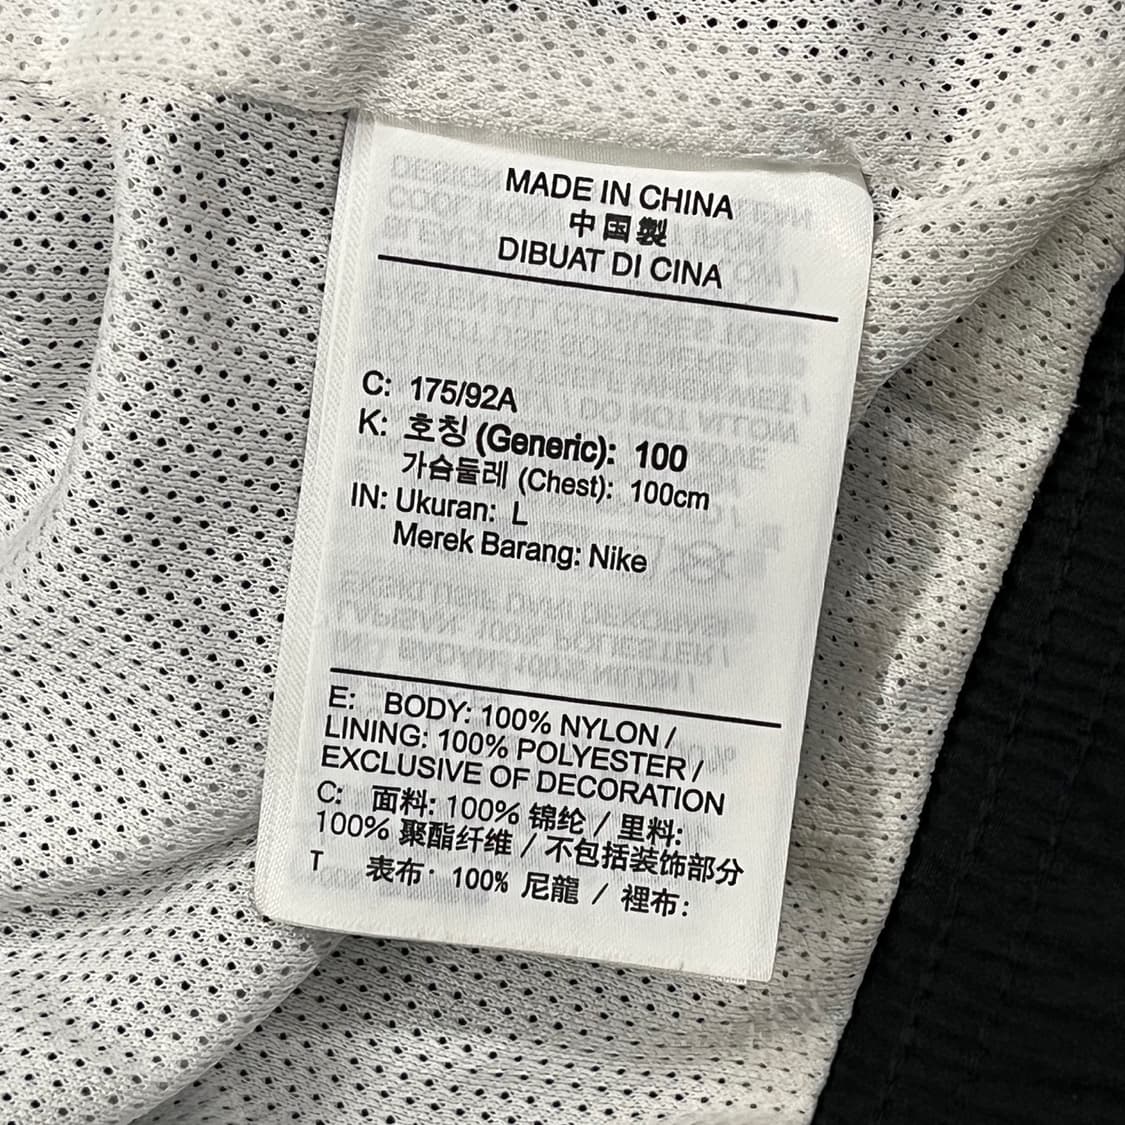 MADE IN CHINA
中国製
DIBUAT DI CINA
C: 175/92A
K: 호칭 (Generic): 100
가슴둘레 (Chest): 100cm
IN: Ukuran: L
Merek Barang: Nike
E: BODY: 100% NYLON /
LINING: 100% POLYESTER /
EXCLUSIVE OF DECORATION
C: 面料: 100% 锦纶 / 里料:
100% 聚酯纤维 / 不包括装饰部分
T 表布· 100% 尼龍 / 裡布: